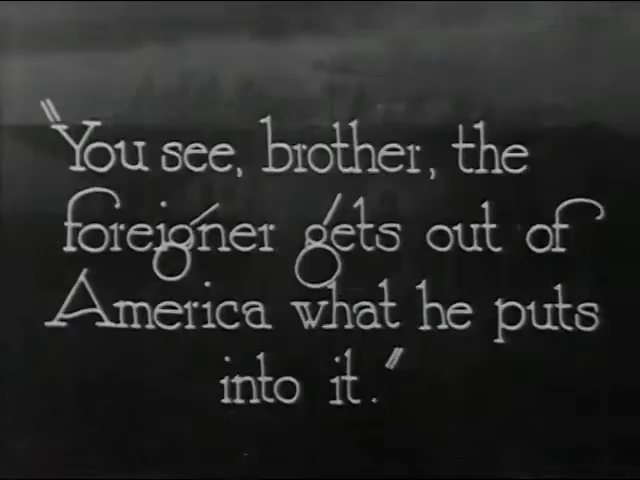 "You see, brother, the
foreigner gets out of
America what he puts
into it."